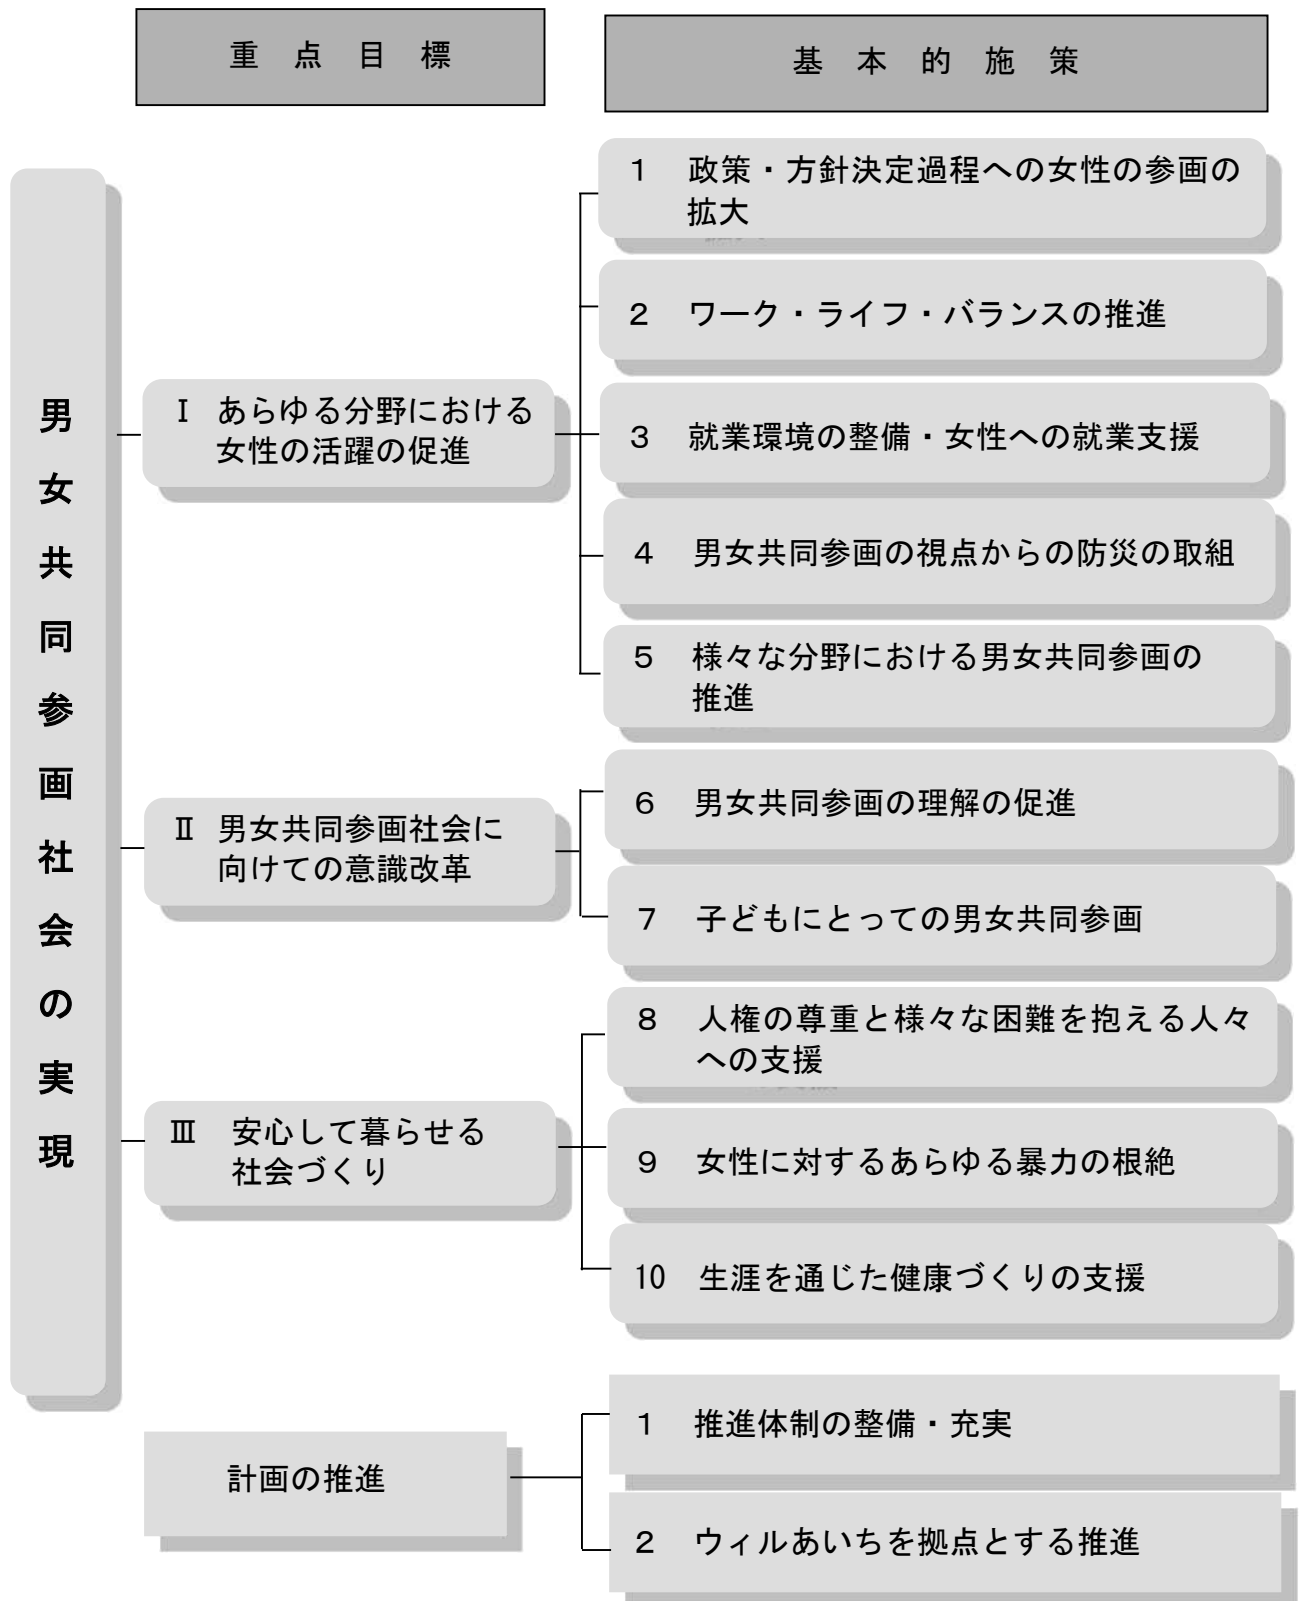 重点目標
基本的施策
男女共同参画社会の実現
Ⅰ あらゆる分野における
女性の活躍の促進
1 政策・方針決定過程への女性の参画の
拡大
2 ワーク・ライフ・バランスの推進
3 就業環境の整備・女性への就業支援
4 男女共同参画の視点からの防災の取組
5 様々な分野における男女共同参画の
推進
Ⅱ 男女共同参画社会に
向けての意識改革
6 男女共同参画の理解の促進
7 子どもにとっての男女共同参画
Ⅲ 安心して暮らせる
社会づくり
8 人権の尊重と様々な困難を抱える人々
への支援
9 女性に対するあらゆる暴力の根絶
10 生涯を通じた健康づくりの支援
計画の推進
1 推進体制の整備・充実
2 ウィルあいちを拠点とする推進